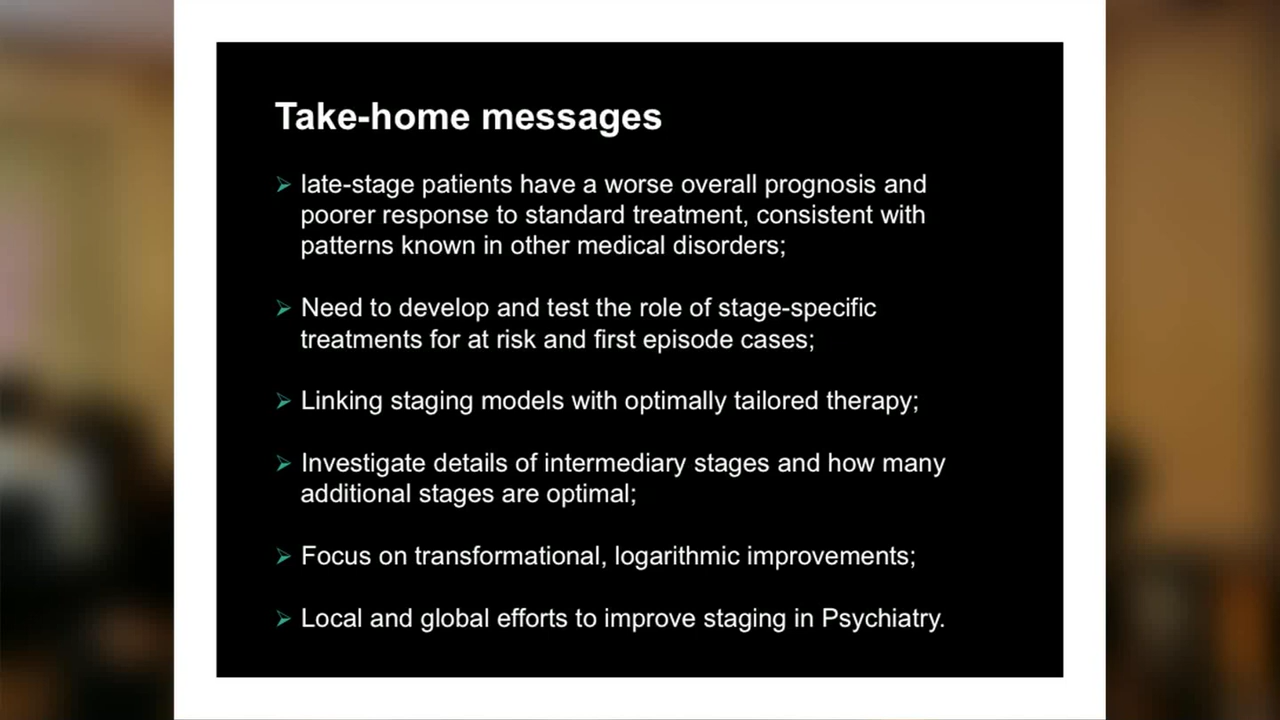 Take-home messages
late-stage patients have a worse overall prognosis and
poorer response to standard treatment, consistent with
patterns known in other medical disorders;
Need to develop and test the role of stage-specific
treatments for at risk and first episode cases;
Linking staging models with optimally tailored therapy;
Investigate details of intermediary stages and how many
additional stages are optimal;
Focus on transformational, logarithmic improvements;
Local and global efforts to improve staging in Psychiatry.